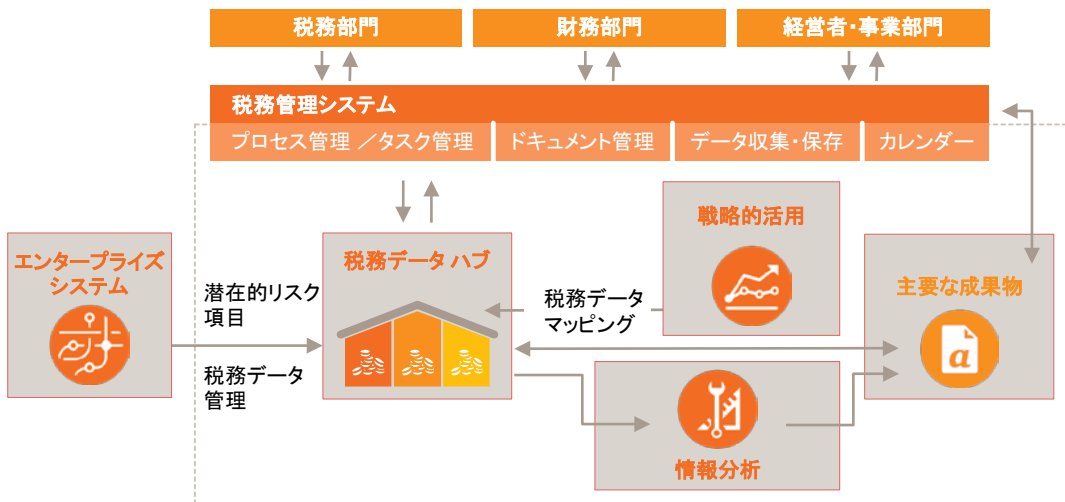 税務部門
財務部門
経営者・事業部門
税務管理システム
プロセス管理 ／タスク管理
ドキュメント管理
データ収集・保存
カレンダー
エンタープライズ
システム
潜在的リスク
項目
税務データ
管理
税務データ ハブ
税務データ
マッピング
戦略的活用
主要な成果物
a
情報分析